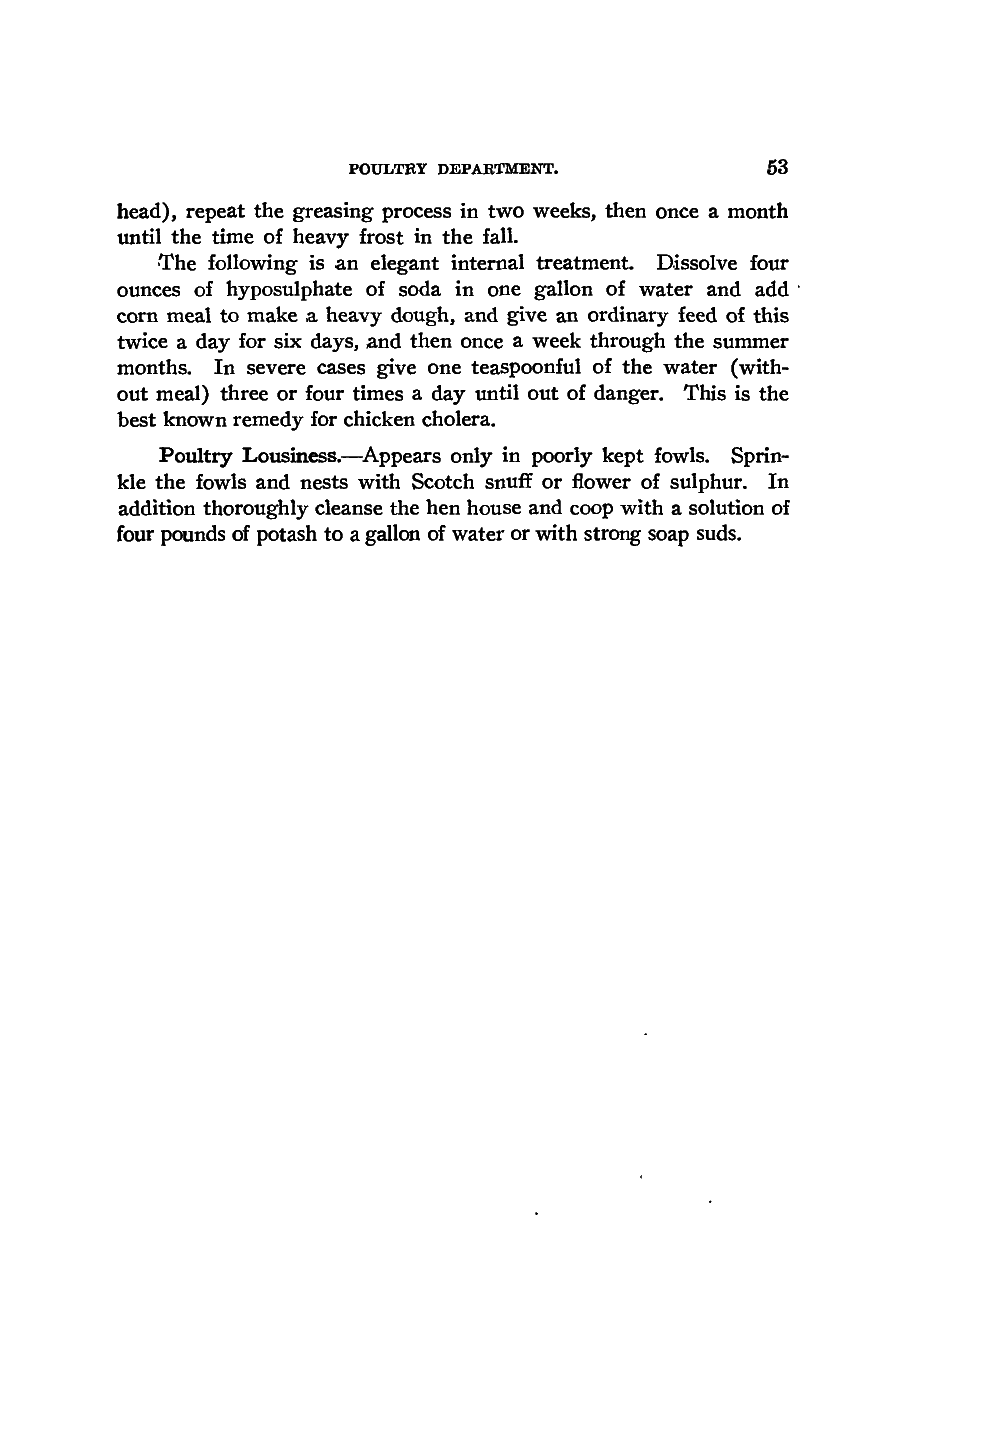 POULTRY DEPARTMENT. 53
head), repeat the greasing process in two weeks, then once a month
until the time of heavy frost in the fall.
The following is an elegant internal treatment. Dissolve four
ounces of hyposulphate of soda in one gallon of water and add
corn meal to make a heavy dough, and give an ordinary feed of this
twice a day for six days, and then once a week through the summer
months. In severe cases give one teaspoonful of the water (with-
out meal) three or four times a day until out of danger. This is the
best known remedy for chicken cholera.
Poultry Lousiness.—Appears only in poorly kept fowls. Sprin-
kle the fowls and nests with Scotch snuff or flower of sulphur. In
addition thoroughly cleanse the hen house and coop with a solution of
four pounds of potash to a gallon of water or with strong soap suds.